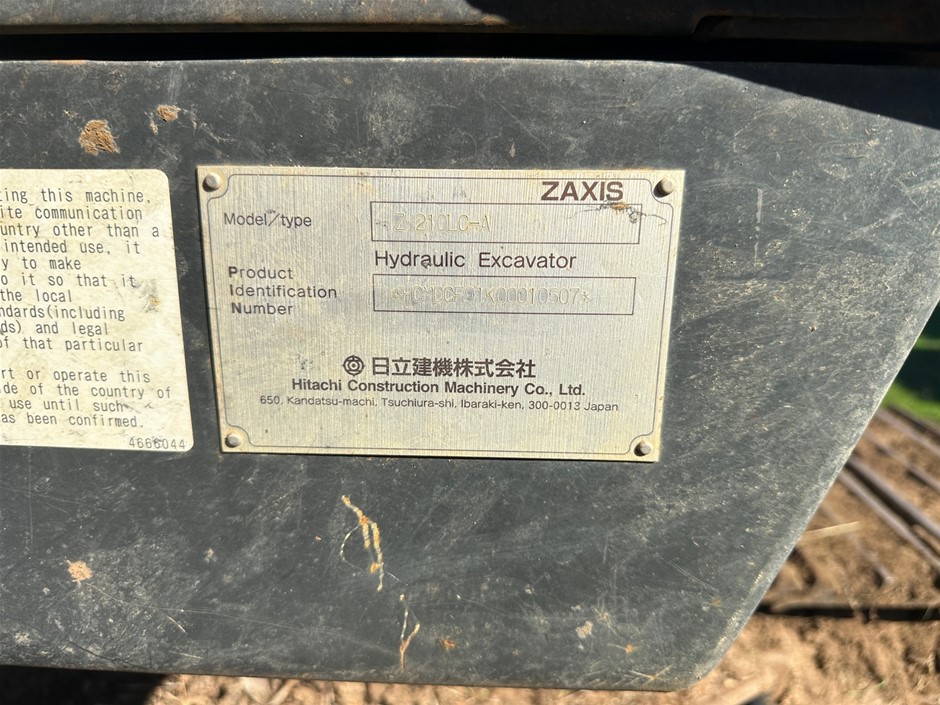 ting this machine,
ite communication
untry other than a
intended use, it
y to make
o it so that it
the local
ndards(including
ds) and legal
of that particular
rt or operate this
de of the country of
use until such
as been confirmed.
4666044
ZAXIS
Model/type
210LC-A
Hydraulic Excavator
Product
Identification
Number
日立建機株式会社
Hitachi Construction Machinery Co., Ltd.
650, Kandatsu-machi, Tsuchiura-shi, Ibaraki-ken, 300-0013 Japan